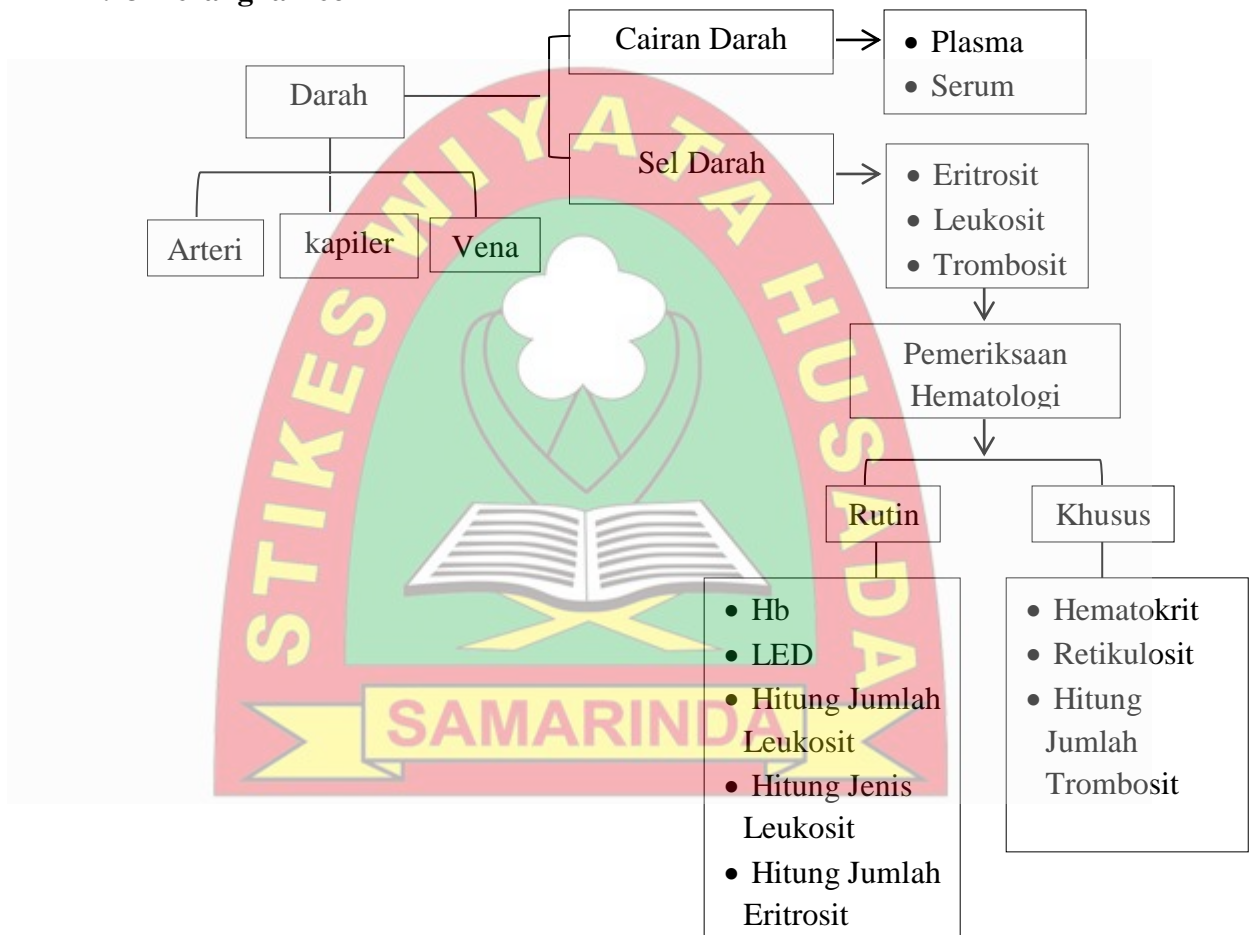 Cairan Darah
• Plasma
• Serum
Darah
Sel Darah
• Eritrosit
• Leukosit
• Trombosit
Arteri
kapiler
Vena
Pemeriksaan
Hematologi
Rutin
Khusus
• Hb
• LED
• Hitung Jumlah
Leukosit
• Hitung Jenis
Leukosit
• Hitung Jumlah
Eritrosit
• Hematokrit
• Retikulosit
• Hitung
Jumlah
Trombosit
STIKES WIYATA HUSADA
SAMARINDA